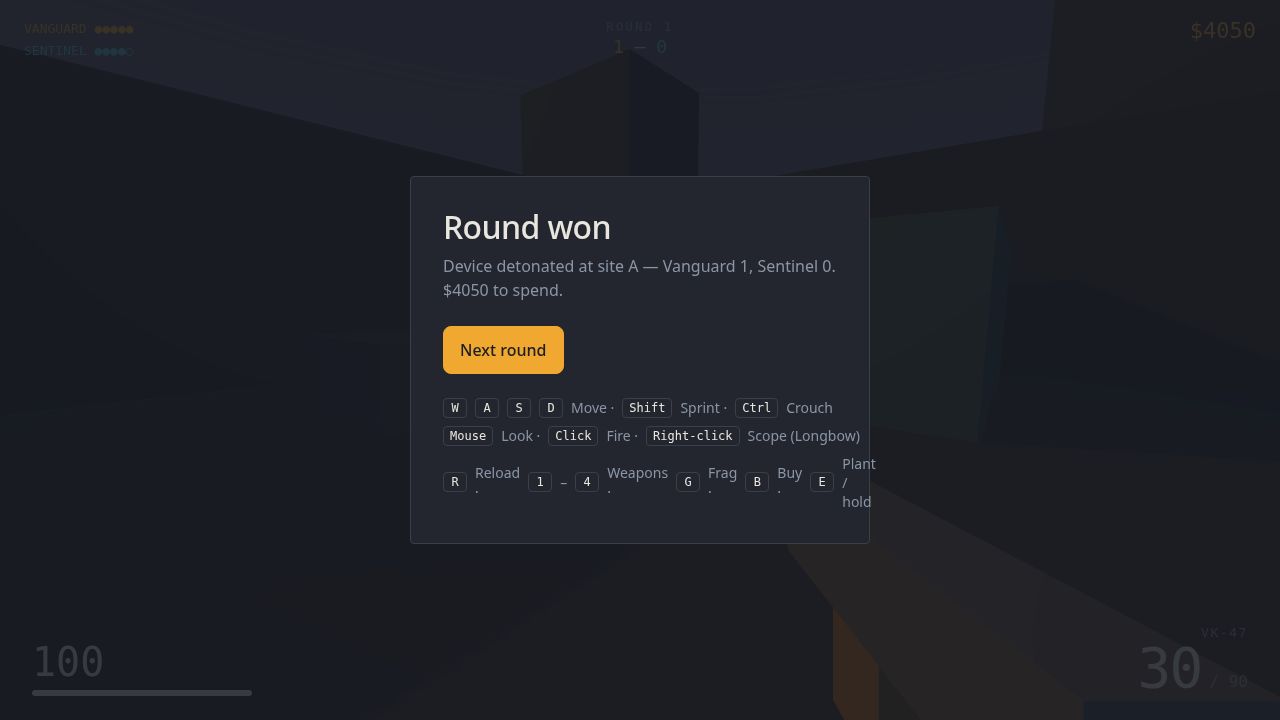 VANGUARD ●●●●●
SENTINEL ●●●●○
ROUND 1
1 — 0
$4050
Round won
Device detonated at site A — Vanguard 1, Sentinel 0.
$4050 to spend.
Next round
W A S D Move · Shift Sprint · Ctrl Crouch
Mouse Look · Click Fire · Right-click Scope (Longbow)
R Reload · 1 – 4 Weapons · G Frag · B Buy · E Plant / hold
100
VK-47
30 / 90